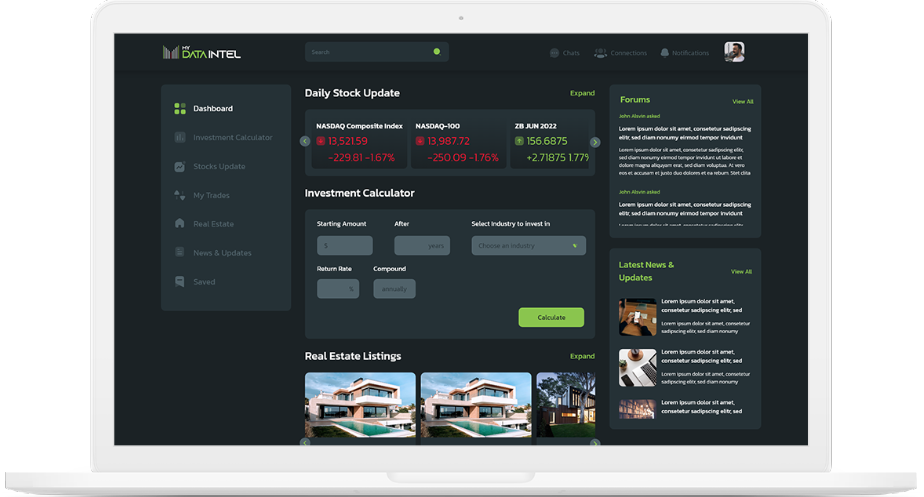 MY
DATA INTEL
Search
Chats
Connections
Notifications
Dashboard
Investment Calculator
Stocks Update
My Trades
Real Estate
News & Updates
Saved
Daily Stock Update
Expand
NASDAQ Composite Index
13,521.59
-229.81 -1.67%
NASDAQ-100
13,987.72
-250.09 -1.76%
ZB JUN 2022
156.6875
+2.71875 1.77%
Investment Calculator
Starting Amount
After
Select Industry to invest in
$
years
Choose an Industry
Return Rate
Compound
%
annually
Calculate
Real Estate Listings
Expand
Forums
View All
John Alsvin asked
Lorem ipsum dolor sit amet, consetetur sadipscing
elitr, sed diam nonumy eirmod tempor invidunt
Lorem ipsum dolor sit amet, consetetur sadipscing elitr,
sed diam nonumy eirmod tempor invidunt ut labore et
dolore magna aliquyam erat, sed diam voluptua. At vero
eos et accusam et justo duo dolores et ea rebum. Stet clita
John Alsvin asked
Lorem ipsum dolor sit amet, consetetur sadipscing
elitr, sed diam nonumy eirmod tempor invidunt
Latest News &
Updates
View All
Lorem ipsum dolor sit amet,
consetetur sadipscing elitr, sed
Lorem ipsum dolor sit amet, consetetur
sadipscing elitr, sed diam nonumy
Lorem ipsum dolor sit amet,
consetetur sadipscing elitr, sed
Lorem ipsum dolor sit amet, consetetur
sadipscing elitr, sed diam nonumy
Lorem ipsum dolor sit amet,
consetetur sadipscing elitr, sed